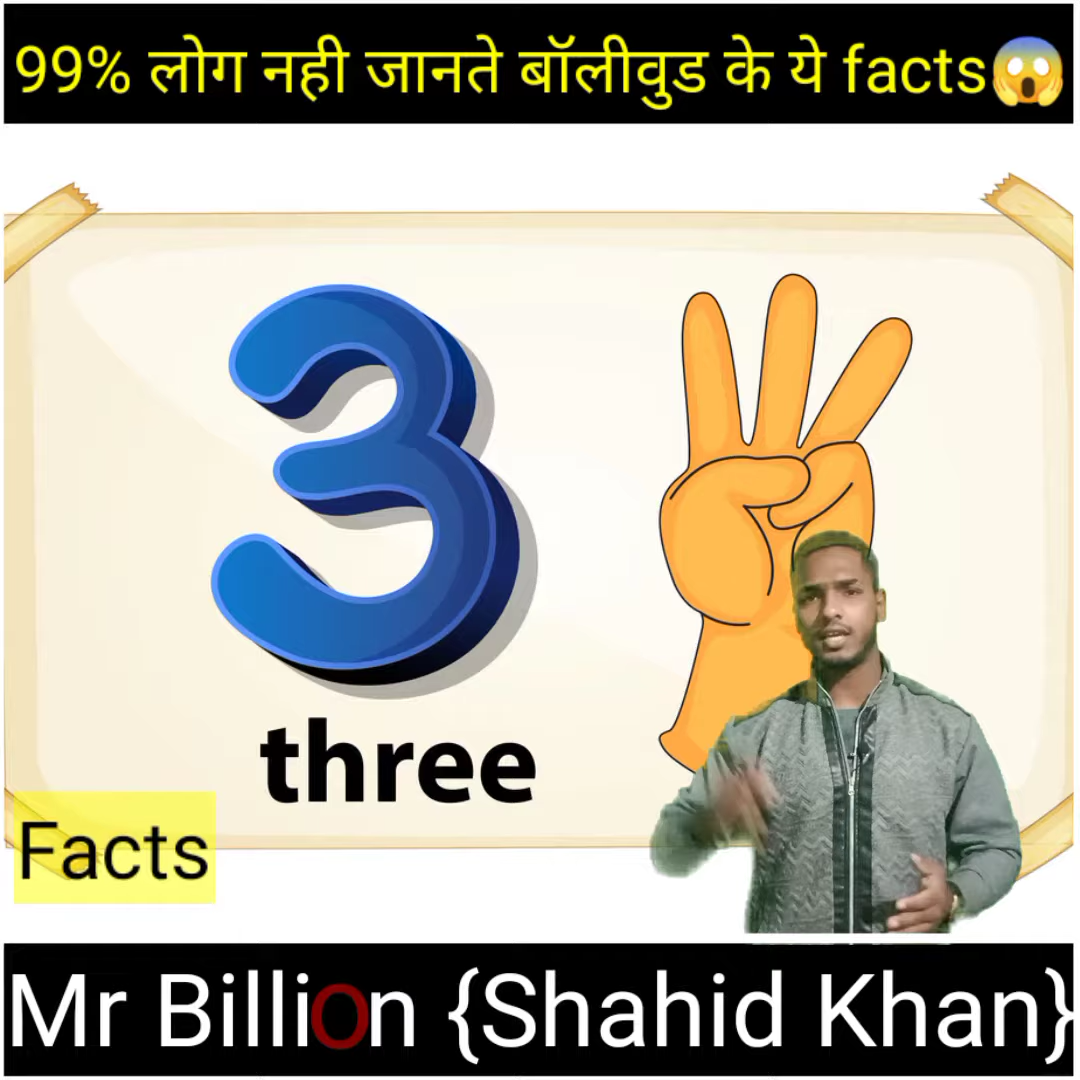 99% लोग नही जानते बॉलीवुड के ये facts😱
3
three
Facts
Mr Billion {Shahid Khan}